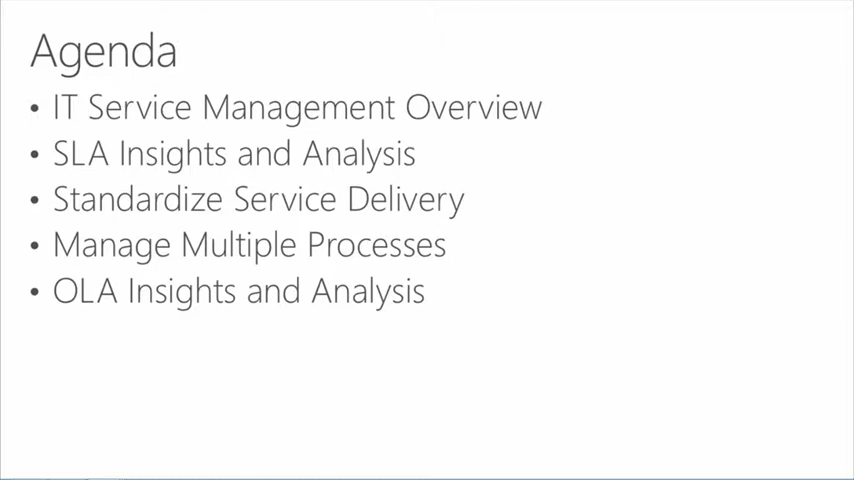 Agenda
• IT Service Management Overview
• SLA Insights and Analysis
• Standardize Service Delivery
• Manage Multiple Processes
• OLA Insights and Analysis